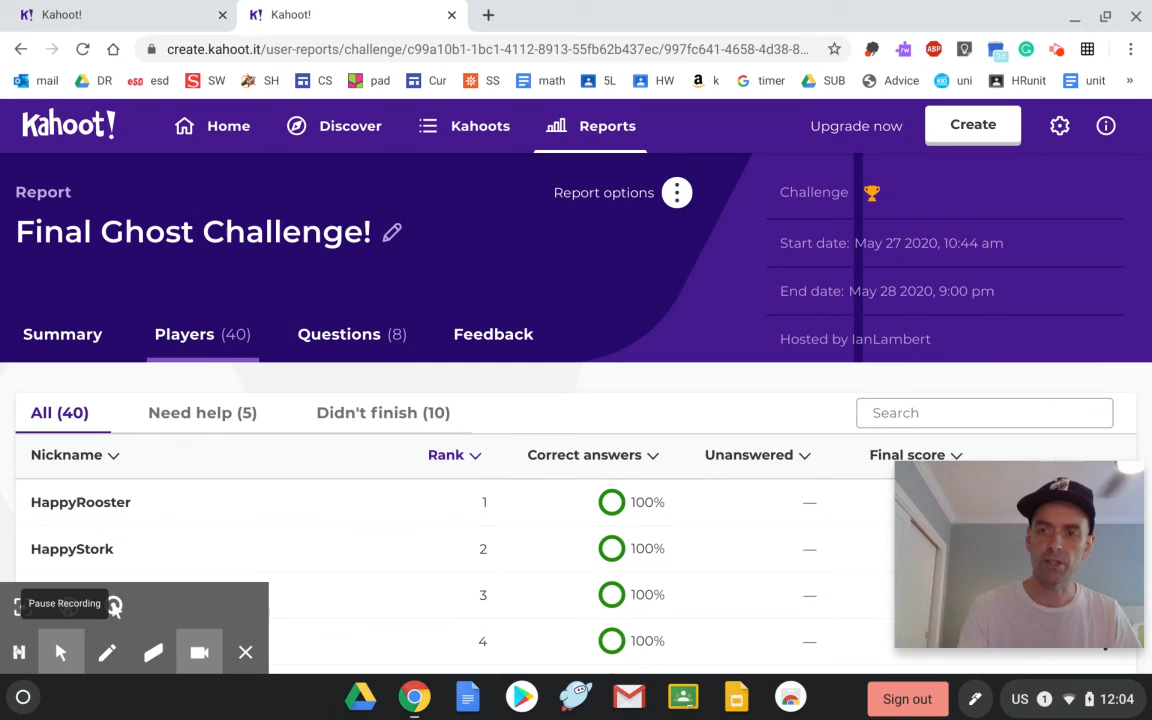 K! Kahoot!
K! Kahoot!
create.kahoot.it/user-reports/challenge/c99a10b1-1bc1-4112-8913-55fb62b437ec/997fc641-4658-4d38-8...
mail DR esd esd SW SH CS pad Cur SS math 5L HW a k timer SUB Advice uni HRunit unit »
Kahoot! Home Discover Kahoots Reports Upgrade now Create
Report
Report options
Challenge
Final Ghost Challenge!
Start date: May 27 2020, 10:44 am
End date: May 28 2020, 9:00 pm
Hosted by IanLambert
Summary Players (40) Questions (8) Feedback
All (40) Need help (5) Didn't finish (10) Search
Nickname Rank Correct answers Unanswered Final score
HappyRooster 1 100% —
HappyStork 2 100% —
3 100% —
4 100% —
Pause Recording
Sign out US 1 12:04